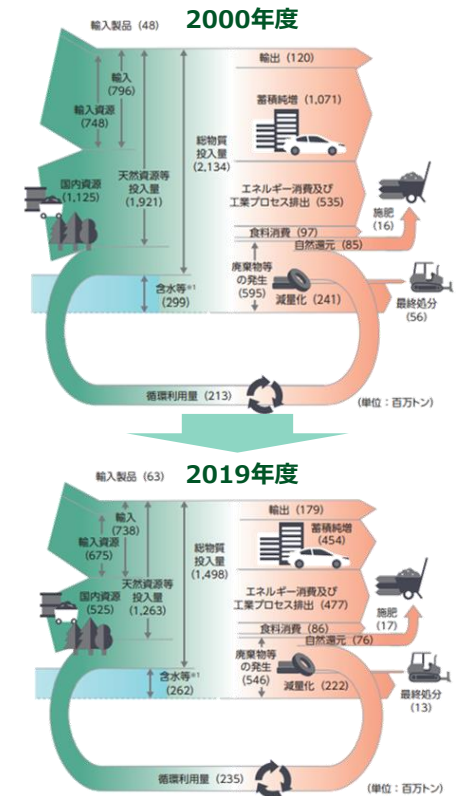 2000年度
輸入製品（48）
輸出（120）
輸入
（796）
蓄積純増（1,071）
輸入資源
（748）
総物質
投入量
（2,134）
天然資源等
投入量
（1,921）
国内資源
（1,125）
エネルギー消費及び
工業プロセス排出（535）
施肥
（16）
食料消費（97）
自然還元（85）
廃棄物等
の発生
（595）
含水等※1
（299）
減量化（241）
最終処分
（56）
循環利用量（213）
（単位：百万トン）
2019年度
輸入製品（63）
輸出（179）
輸入
（738）
蓄積純増
（454）
輸入資源
（675）
総物質
投入量
（1,498）
天然資源等
投入量
（1,263）
国内資源
（525）
エネルギー消費及び
工業プロセス排出（477）
施肥
（17）
食料消費（86）
自然還元（76）
廃棄物等
の発生
（546）
含水等※1
（262）
減量化（222）
最終処分
（13）
循環利用量（235）
（単位：百万トン）